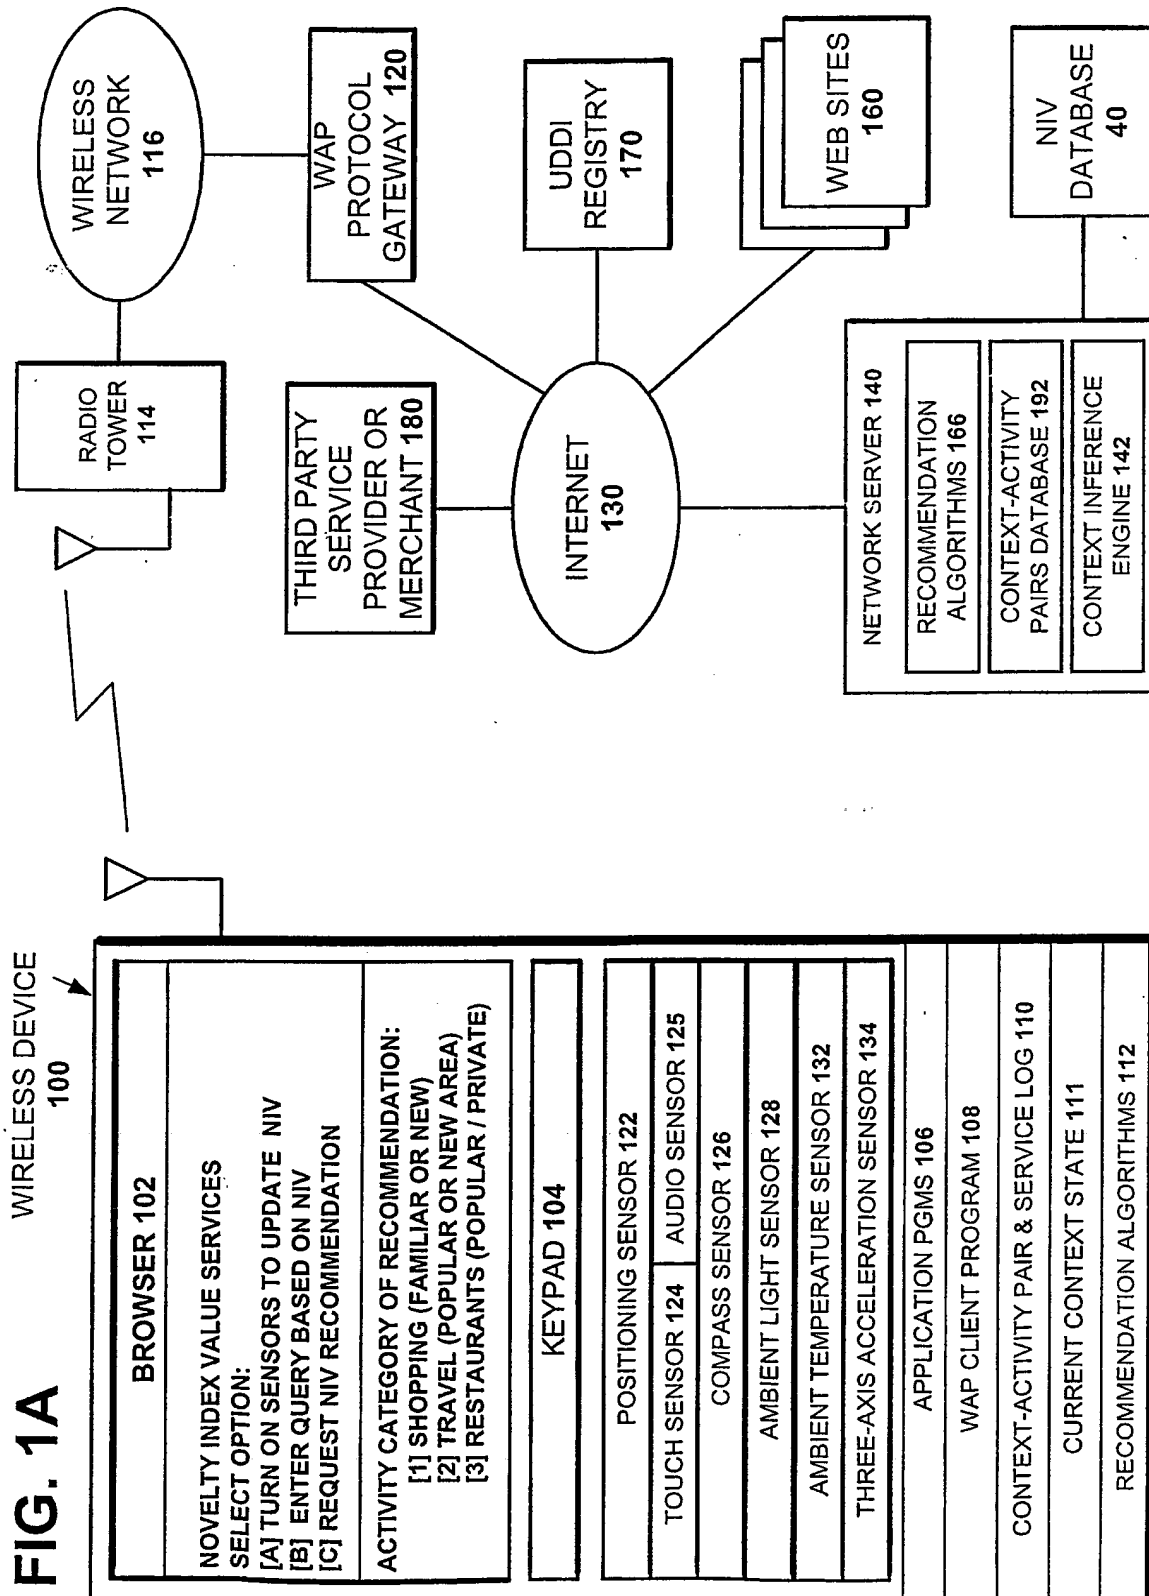 FIG. 1A
WIRELESS DEVICE
100
BROWSER 102
NOVELTY INDEX VALUE SERVICES
SELECT OPTION:
[A] TURN ON SENSORS TO UPDATE NIV
[B] ENTER QUERY BASED ON NIV
[C] REQUEST NIV RECOMMENDATION
ACTIVITY CATEGORY OF RECOMMENDATION:
[1] SHOPPING (FAMILIAR OR NEW)
[2] TRAVEL (POPULAR OR NEW AREA)
[3] RESTAURANTS (POPULAR / PRIVATE)
KEYPAD 104
POSITIONING SENSOR 122
TOUCH SENSOR 124
AUDIO SENSOR 125
COMPASS SENSOR 126
AMBIENT LIGHT SENSOR 128
AMBIENT TEMPERATURE SENSOR 132
THREE-AXIS ACCELERATION SENSOR 134
APPLICATION PGMS 106
WAP CLIENT PROGRAM 108
CONTEXT-ACTIVITY PAIR & SERVICE LOG 110
CURRENT CONTEXT STATE 111
RECOMMENDATION ALGORITHMS 112
RADIO
TOWER
114
WIRELESS
NETWORK
116
WAP
PROTOCOL
GATEWAY 120
THIRD PARTY
SERVICE
PROVIDER OR
MERCHANT 180
INTERNET
130
UDDI
REGISTRY
170
WEB SITES
160
NETWORK SERVER 140
RECOMMENDATION
ALGORITHMS 166
CONTEXT-ACTIVITY
PAIRS DATABASE 192
CONTEXT INFERENCE
ENGINE 142
NIV
DATABASE
40